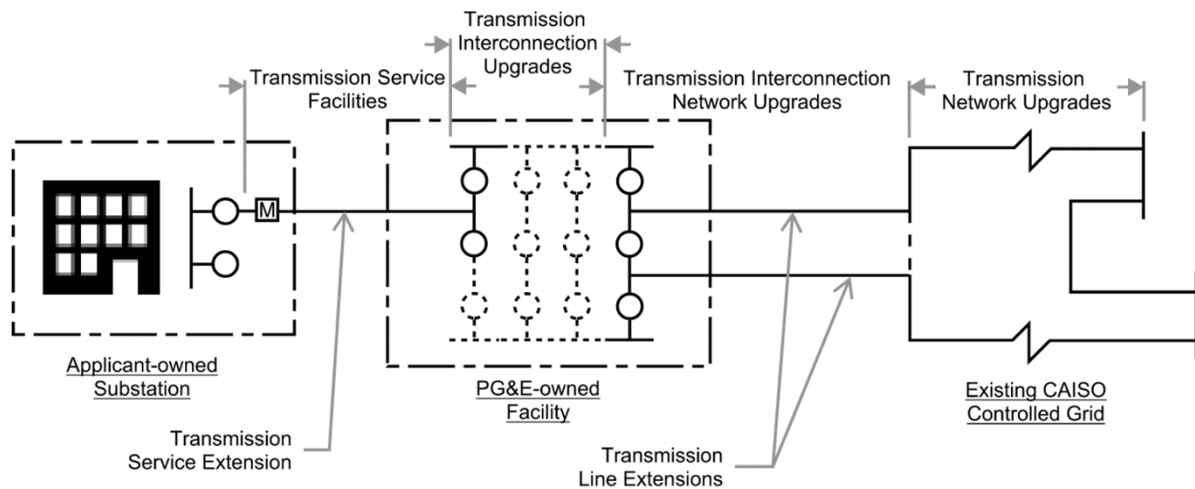 Transmission
Interconnection
Upgrades
Transmission Service
Facilities
Transmission Interconnection
Network Upgrades
Transmission
Network Upgrades
M
Applicant-owned
Substation
PG&E-owned
Facility
Existing CAISO
Controlled Grid
Transmission
Service Extension
Transmission
Line Extensions